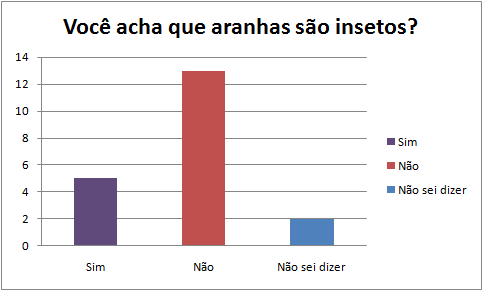 Você acha que aranhas são insetos?
14
12
10
8
6
4
2
0
Sim
Não
Não sei dizer
Sim
Não
Não sei dizer